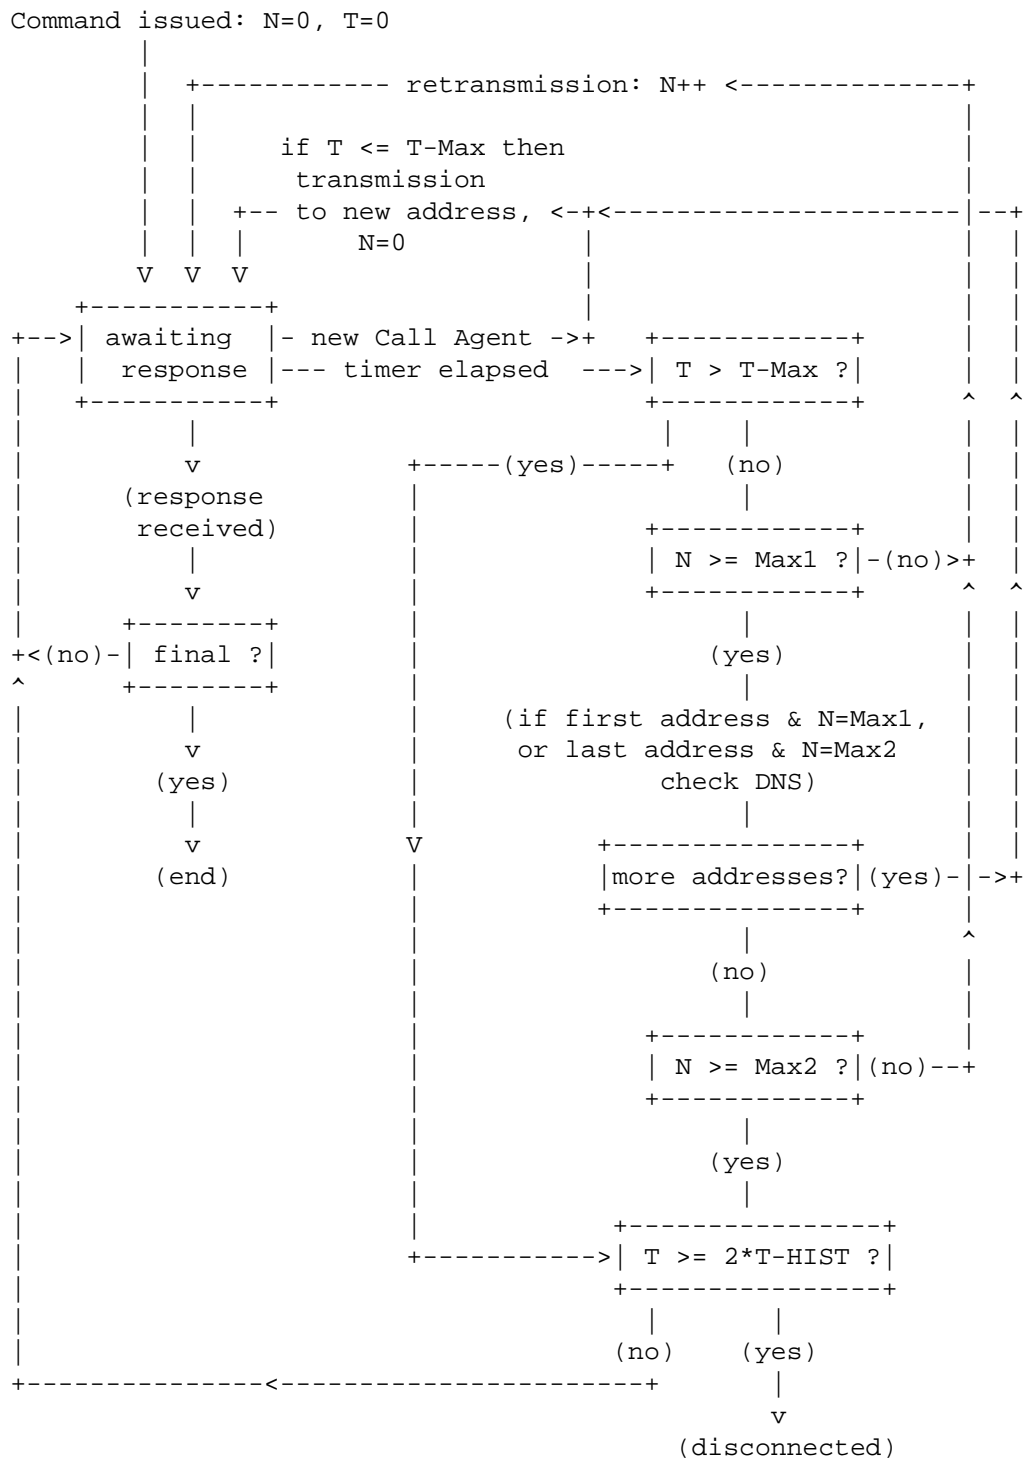 Command issued: N=0, T=0
retransmission: N++
if T <= T-Max then
transmission
to new address,
N=0
awaiting
response
new Call Agent
timer elapsed
T > T-Max ?
(yes) (no)
(response
received)
N >= Max1 ? (no)
(no) final ?
(yes)
(if first address & N=Max1,
or last address & N=Max2
check DNS)
(yes)
(end)
more addresses? (yes)
(no)
N >= Max2 ? (no)
(yes)
T >= 2*T-HIST ?
(no) (yes)
(disconnected)